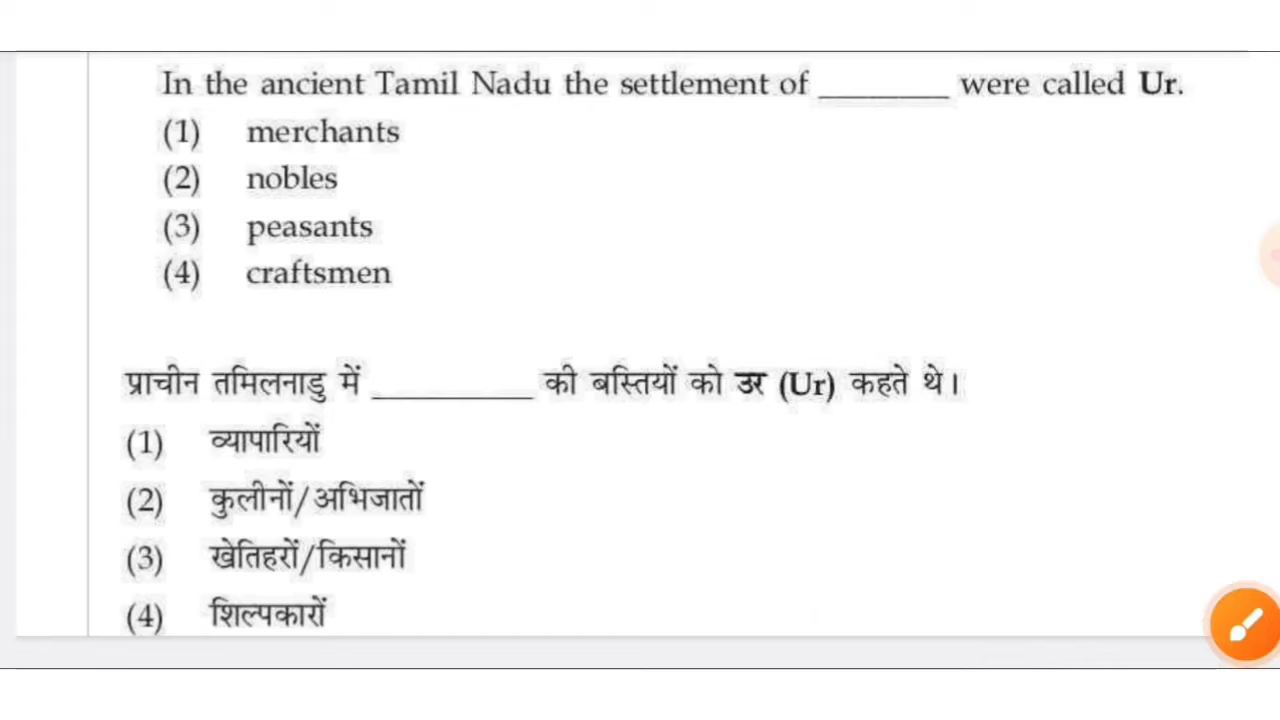 In the ancient Tamil Nadu the settlement of ________ were called Ur.
(1) merchants
(2) nobles
(3) peasants
(4) craftsmen
प्राचीन तमिलनाडु में __________ की बस्तियों को उर (Ur) कहते थे।
(1) व्यापारियों
(2) कुलीनों/अभिजातों
(3) खेतिहरों/किसानों
(4) शिल्पकारों